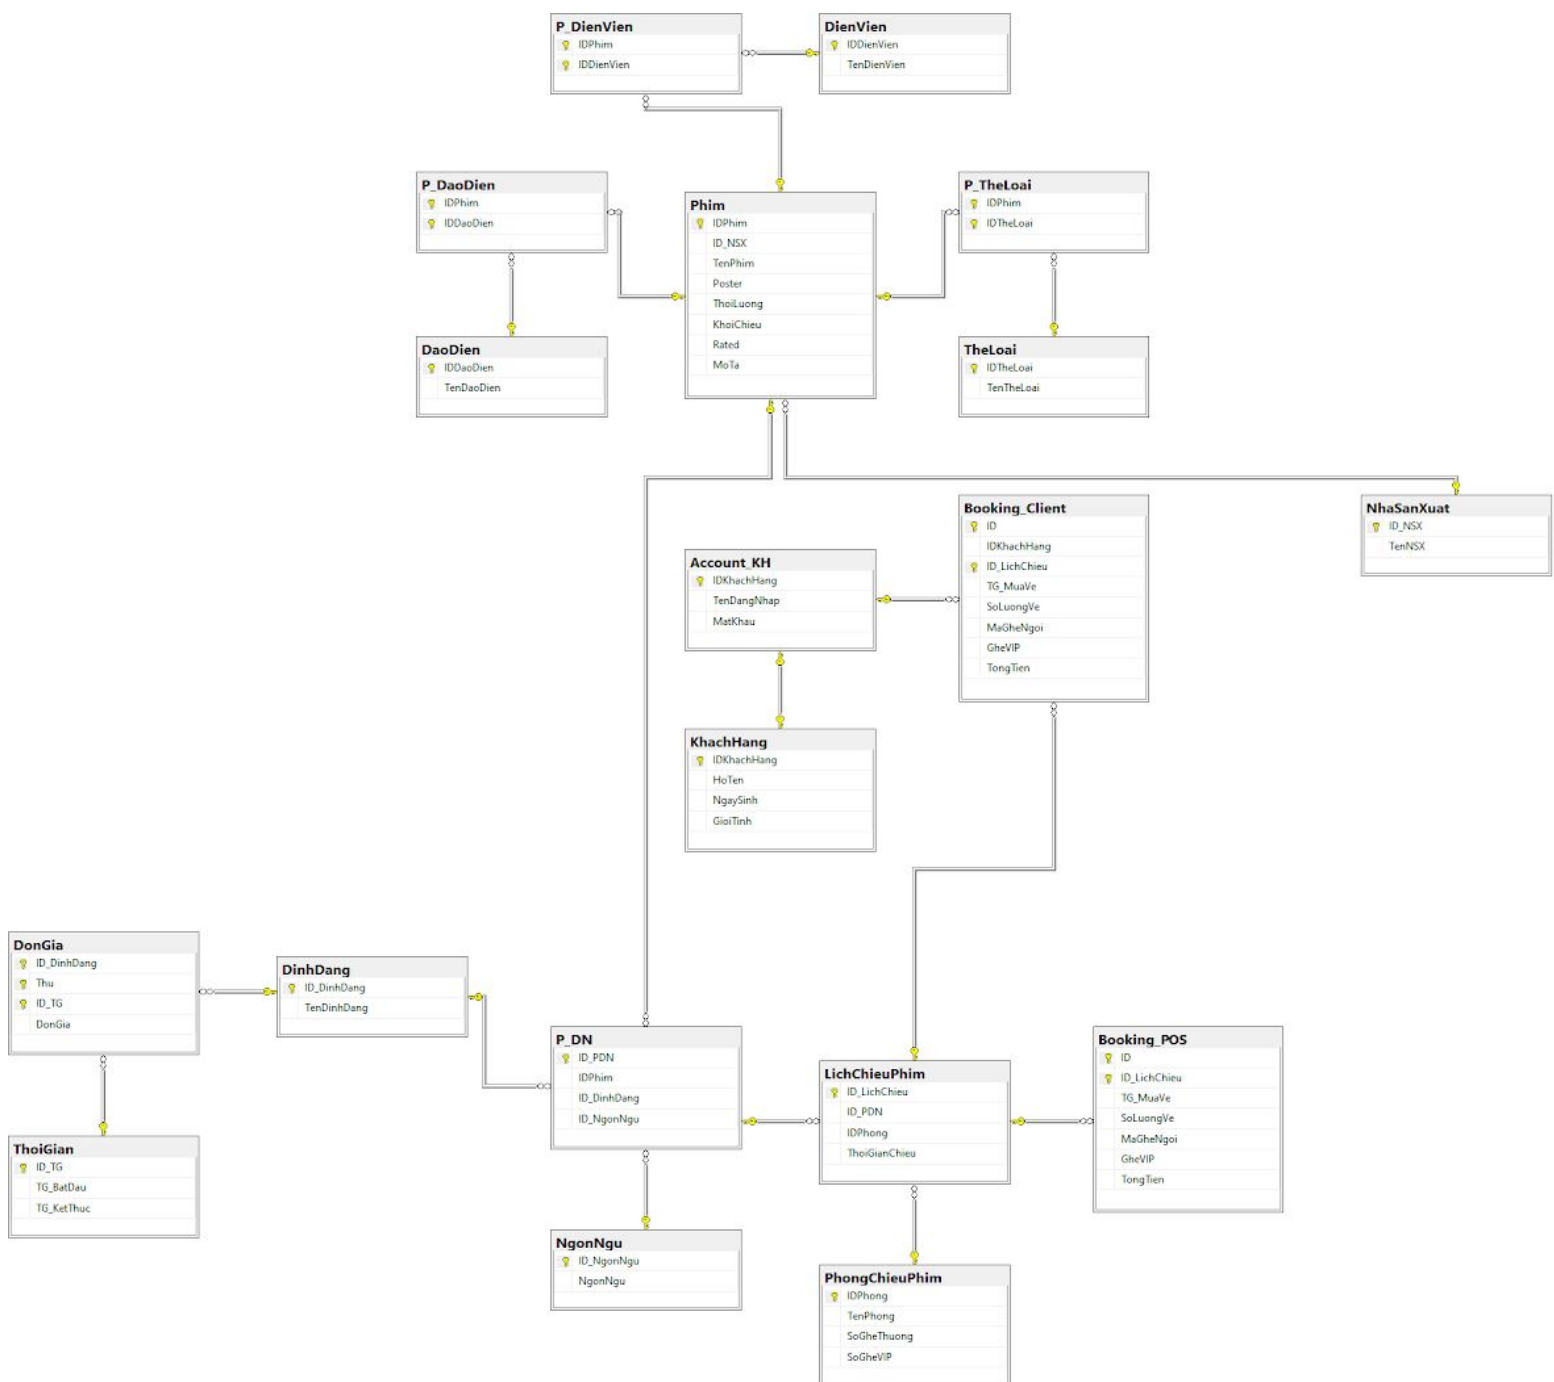 P_DienVien
IDPhim
IDDienVien
DienVien
IDDienVien
TenDienVien
P_DaoDien
IDPhim
IDDaoDien
Phim
IDPhim
ID_NSX
TenPhim
Poster
ThoiLuong
KhoiChieu
Rated
MoTa
P_TheLoai
IDPhim
IDTheLoai
DaoDien
IDDaoDien
TenDaoDien
TheLoai
IDTheLoai
TenTheLoai
Account_KH
IDKhachHang
TenDangNhap
MatKhau
Booking_Client
ID
IDKhachHang
ID_LichChieu
TG_MuaVe
SoLuongVe
MaGheNgoi
GheVIP
TongTien
NhaSanXuat
ID_NSX
TenNSX
KhachHang
IDKhachHang
HoTen
NgaySinh
GioiTinh
DonGia
ID_DinhDang
Thu
ID_TG
DonGia
DinhDang
ID_DinhDang
TenDinhDang
P_DN
ID_PDN
IDPhim
ID_DinhDang
ID_NgonNgu
LichChieuPhim
ID_LichChieu
ID_PDN
IDPhong
ThoiGianChieu
Booking_POS
ID
ID_LichChieu
TG_MuaVe
SoLuongVe
MaGheNgoi
GheVIP
TongTien
ThoiGian
ID_TG
TG_BatDau
TG_KetThuc
NgonNgu
ID_NgonNgu
NgonNgu
PhongChieuPhim
IDPhong
TenPhong
SoGheThuong
SoGheVIP